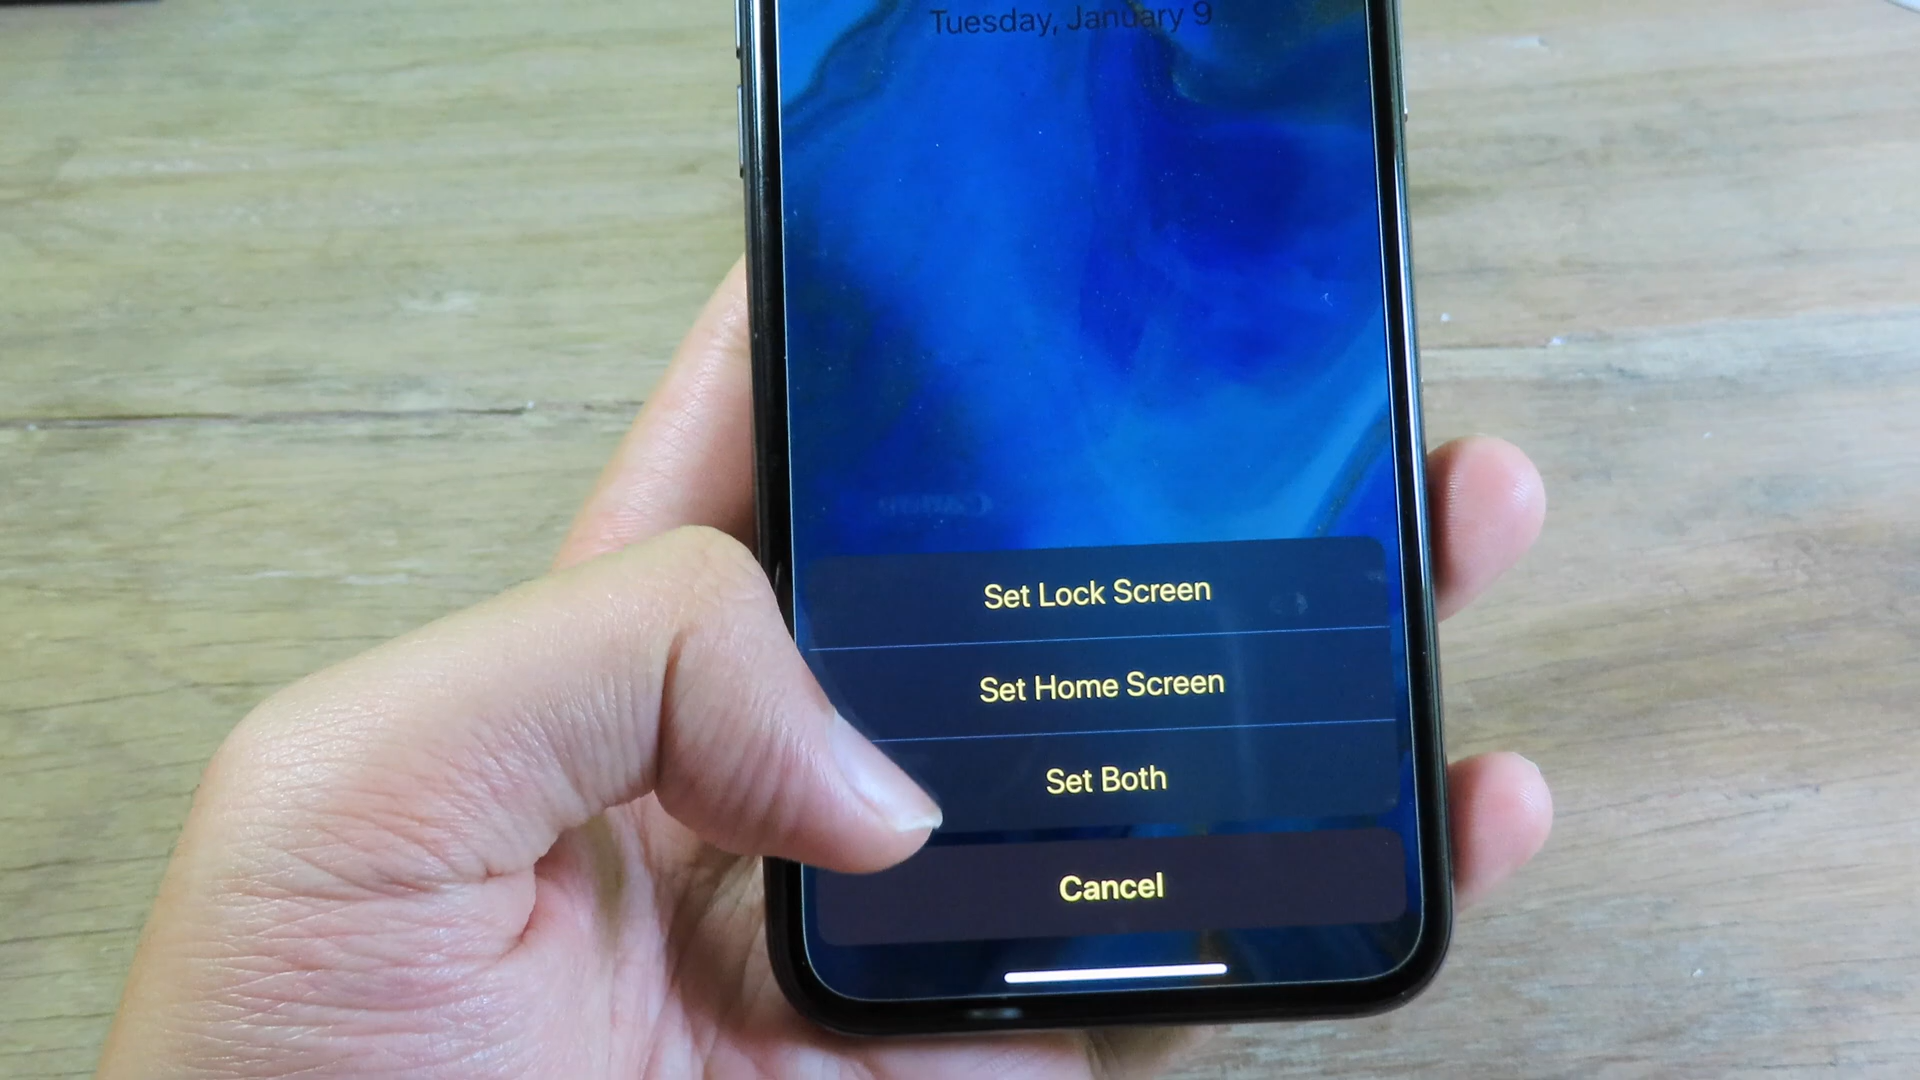 Tuesday, January 9
Set Lock Screen
Set Home Screen
Set Both
Cancel